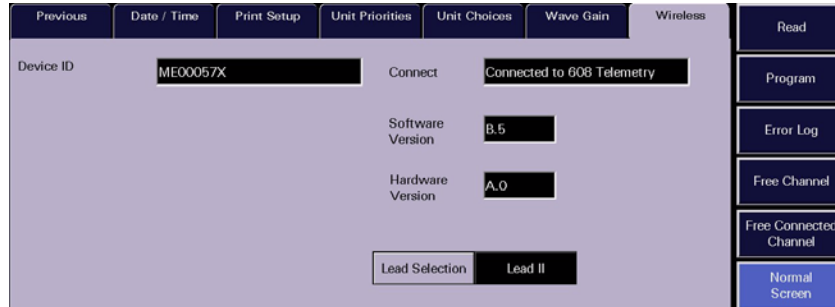 Previous
Date / Time
Print Setup
Unit Priorities
Unit Choices
Wave Gain
Wireless
Read
Device ID
ME00057X
Connect
Connected to 608 Telemetry
Program
Software
Version
B.5
Error Log
Hardware
Version
A.0
Free Channel
Free Connected
Channel
Lead Selection
Lead II
Normal
Screen